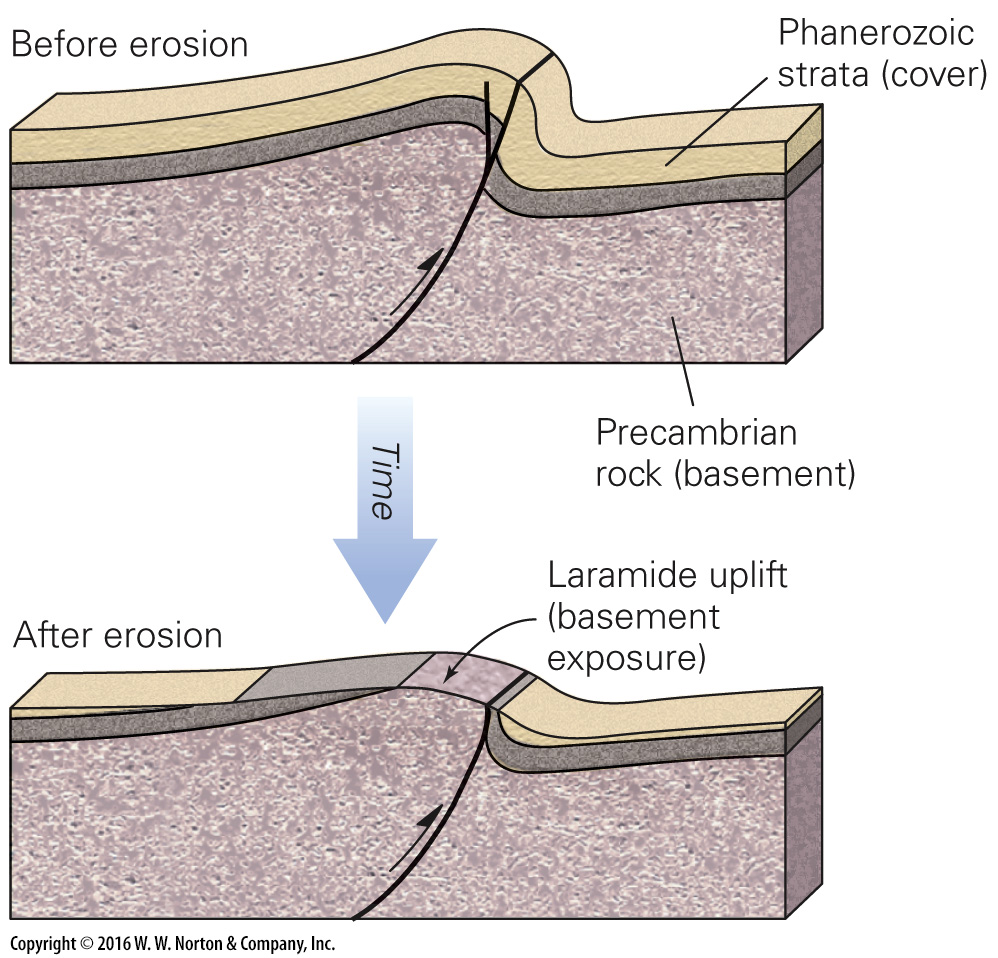 Before erosion
Phanerozoic
strata (cover)
Precambrian
rock (basement)
Time
Laramide uplift
(basement
exposure)
After erosion
Copyright © 2016 W. W. Norton & Company, Inc.